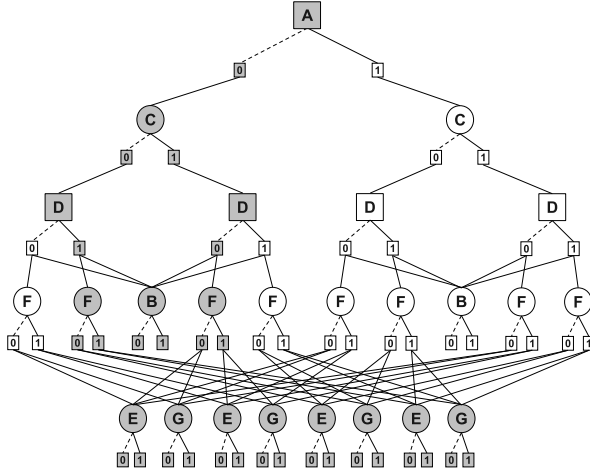 A
0 1
C C
0 1 0 1
D D D D
0 1 0 1 0 1 0 1
F F B F F F F B F F
0 1 0 1 0 1 0 1 0 1 0 1 0 1 0 1 0 1 0 1
E G E G E G E G
0 1 0 1 0 1 0 1 0 1 0 1 0 1 0 1